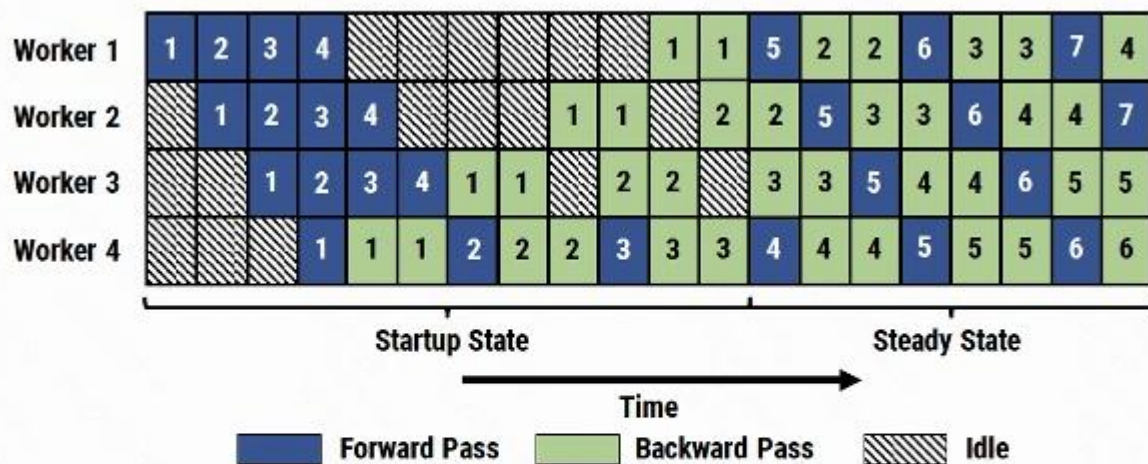 Worker 1 1 2 3 4 1 1 5 2 2 6 3 3 7 4
Worker 2 1 2 3 4 1 1 2 2 5 3 3 6 4 4 7
Worker 3 1 2 3 4 1 1 2 2 3 3 5 4 4 6 5 5
Worker 4 1 1 1 2 2 2 3 3 3 4 4 4 5 5 5 6 6
Startup State Steady State
Time
Forward Pass Backward Pass Idle